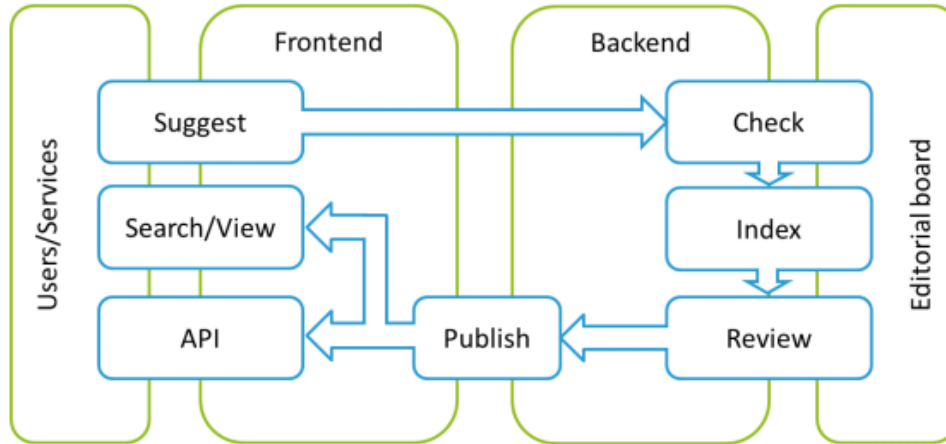 Frontend
Backend
Users/Services
Suggest
Check
Search/View
Index
Editorial board
API
Publish
Review